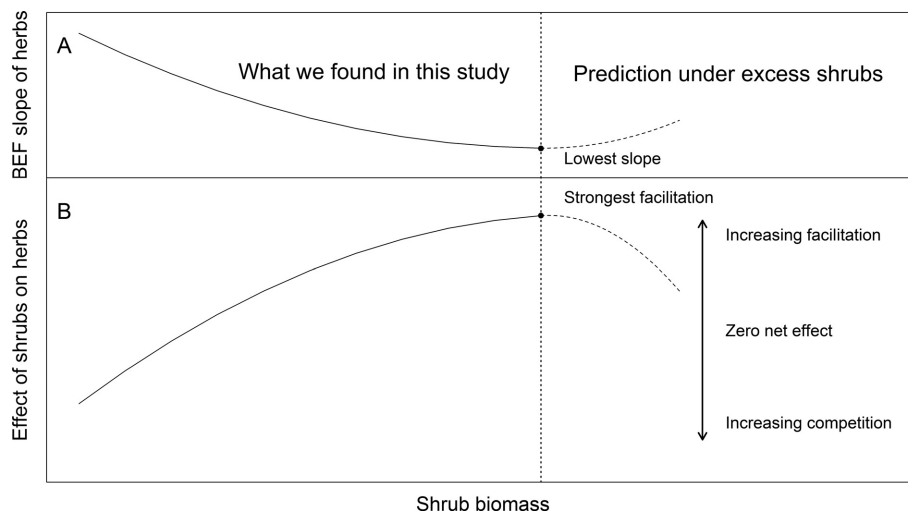 BEF slope of herbs
A
What we found in this study
Prediction under excess shrubs
Lowest slope
Effect of shrubs on herbs
B
Strongest facilitation
Increasing facilitation
Zero net effect
Increasing competition
Shrub biomass